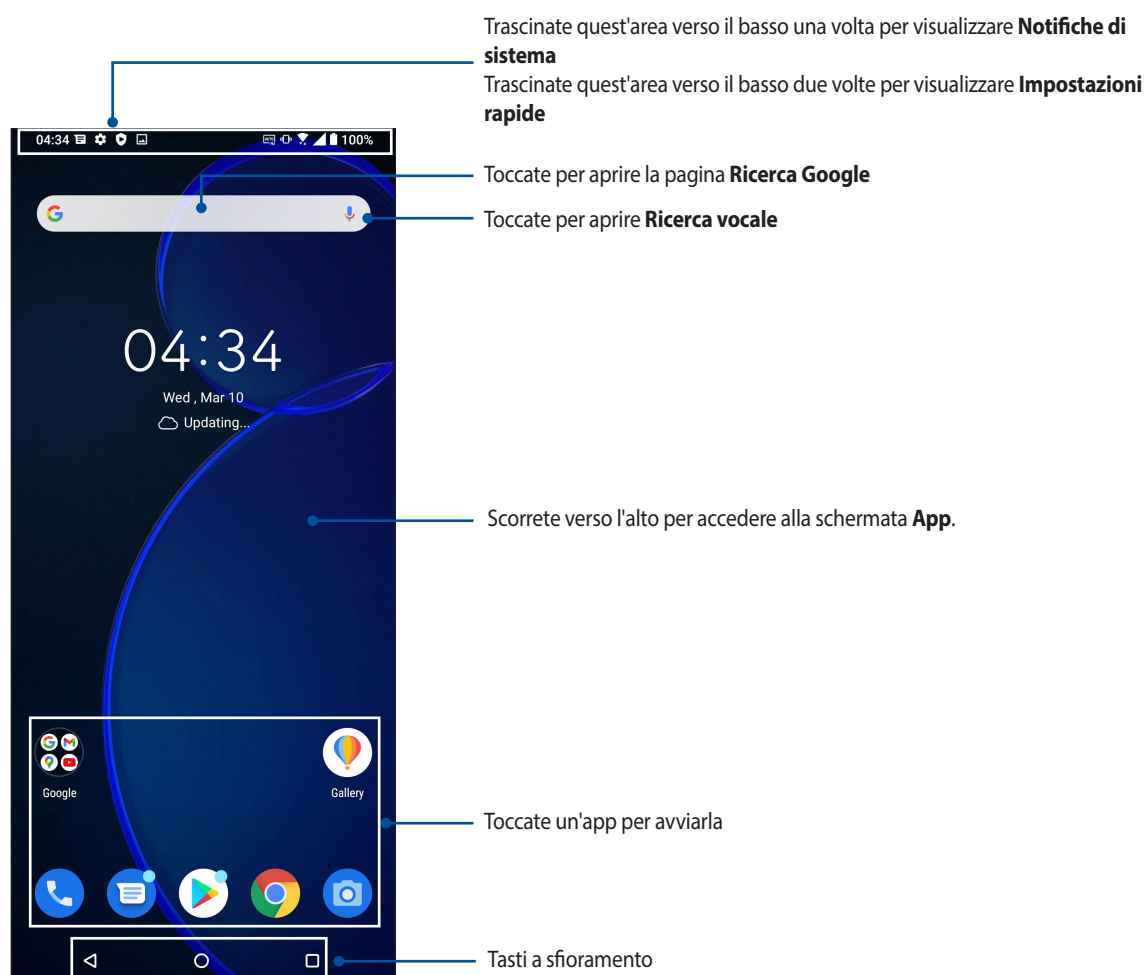 Trascinate quest'area verso il basso una volta per visualizzare Notifiche di
sistema
Trascinate quest'area verso il basso due volte per visualizzare Impostazioni
rapide
04:34 100%
Toccate per aprire la pagina Ricerca Google
Toccate per aprire Ricerca vocale
04:34
Wed , Mar 10
Updating...
Scorrete verso l'alto per accedere alla schermata App.
Google Gallery
Toccate un'app per avviarla
Tasti a sfioramento